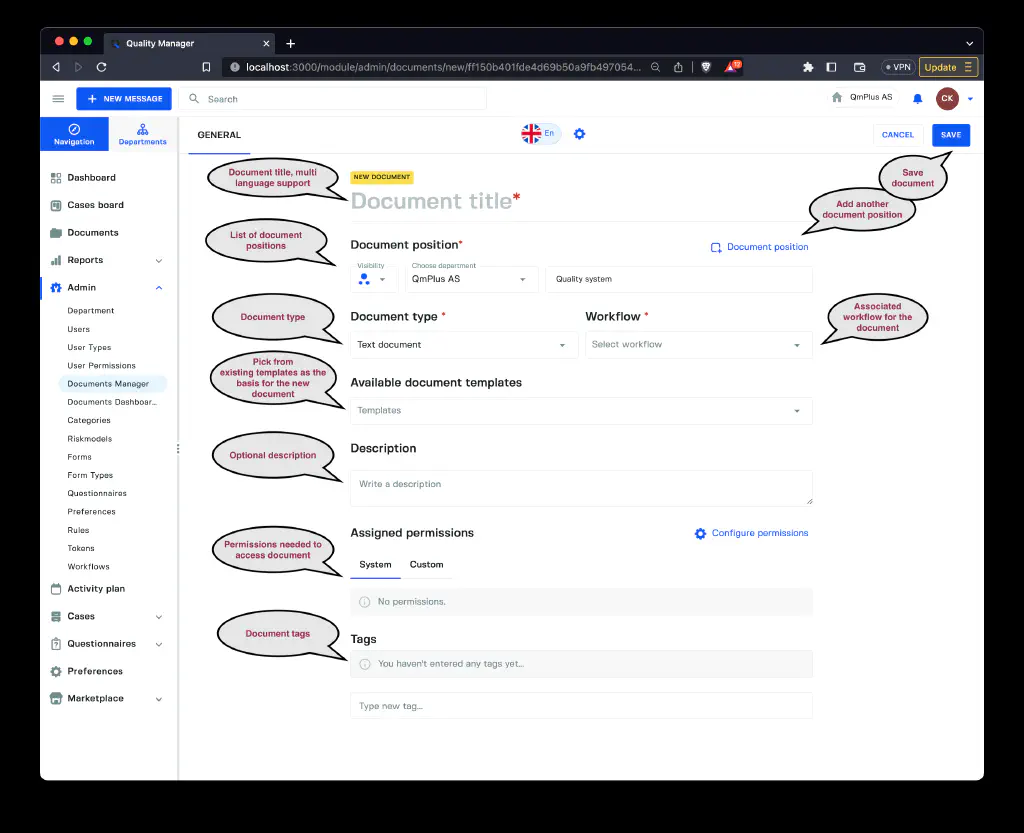 Quality Manager
localhost:3000/module/admin/documents/new/ff150b401fde4d69b50a9fb497054...
12
VPN
Update
NEW MESSAGE
Search
QmPlus AS
CK
Navigation
Departments
GENERAL
En
CANCEL
SAVE
Dashboard
Cases board
Documents
Reports
Admin
Department
Users
User Types
User Permissions
Documents Manager
Documents Dashboar...
Categories
Riskmodels
Forms
Form Types
Questionnaires
Preferences
Rules
Tokens
Workflows
Activity plan
Cases
Questionnaires
Preferences
Marketplace
Document title, multi
language support
NEW DOCUMENT
Document title*
Save
document
Add another
document position
List of document
positions
Document position*
Document position
Visibility
Choose department
QmPlus AS
Quality system
Document type
Document type *
Workflow *
Text document
Select workflow
Associated
workflow for the
document
Pick from
existing templates as the
basis for the new
document
Available document templates
Templates
Optional description
Description
Write a description
Permissions needed to
access document
Assigned permissions
Configure permissions
System
Custom
No permissions.
Document tags
Tags
You haven't entered any tags yet...
Type new tag...